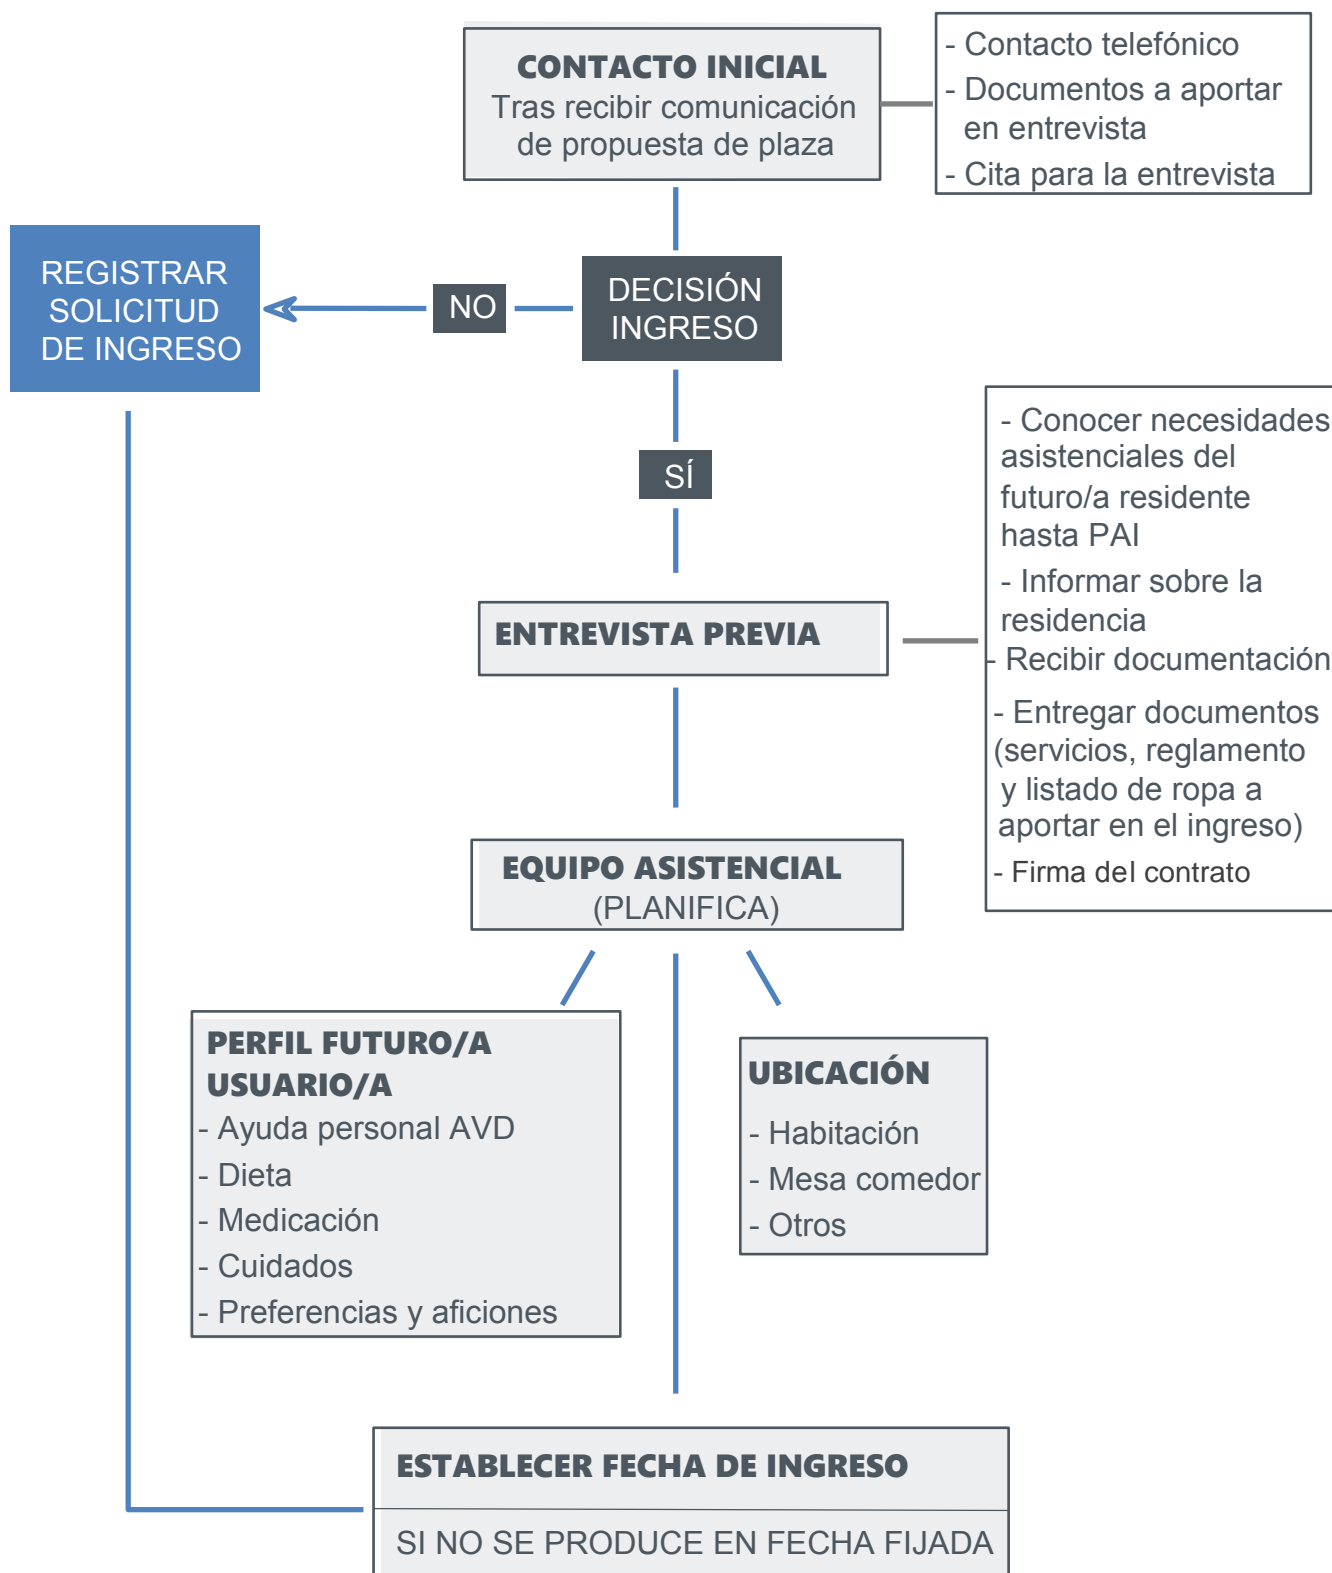 CONTACTO INICIAL
Tras recibir comunicación
de propuesta de plaza
- Contacto telefónico
- Documentos a aportar
en entrevista
- Cita para la entrevista
REGISTRAR
SOLICITUD
DE INGRESO
NO
DECISIÓN
INGRESO
SÍ
ENTREVISTA PREVIA
- Conocer necesidades
asistenciales del
futuro/a residente
hasta PAI
- Informar sobre la
residencia
- Recibir documentación
- Entregar documentos
(servicios, reglamento
y listado de ropa a
aportar en el ingreso)
- Firma del contrato
EQUIPO ASISTENCIAL
(PLANIFICA)
PERFIL FUTURO/A
USUARIO/A
- Ayuda personal AVD
- Dieta
- Medicación
- Cuidados
- Preferencias y aficiones
UBICACIÓN
- Habitación
- Mesa comedor
- Otros
ESTABLECER FECHA DE INGRESO
SI NO SE PRODUCE EN FECHA FIJADA